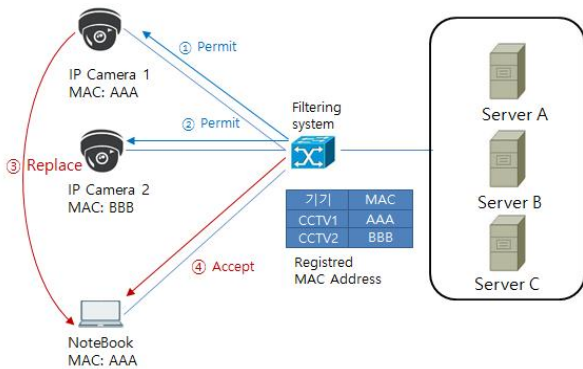 ① Permit
IP Camera 1
MAC: AAA
② Permit
Filtering
system
Server A
③ Replace
IP Camera 2
MAC: BBB
기기 MAC
CCTV1 AAA
CCTV2 BBB
Server B
④ Accept
Registred
MAC Address
Server C
NoteBook
MAC: AAA